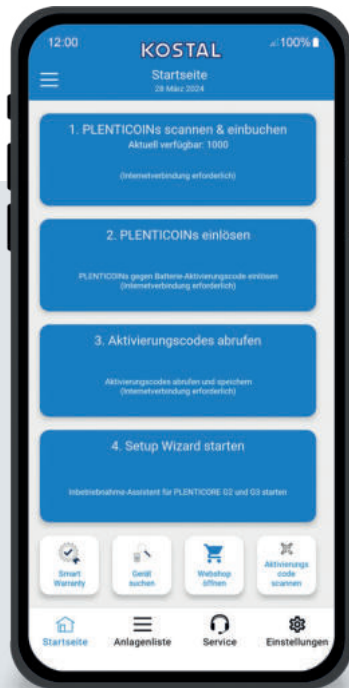 12:00
100%
KOSTAL
Startseite
28 März 2024
1. PLENTICOINs scannen & einbuchen
Aktuell verfügbar: 1000
(Internetverbindung erforderlich)
2. PLENTICOINs einlösen
PLENTICOINs gegen Batterie-Aktivierungscode einlösen
(Internetverbindung erforderlich)
3. Aktivierungscodes abrufen
Aktivierungscodes abrufen und speichern
(Internetverbindung erforderlich)
4. Setup Wizard starten
Inbetriebnahme-Assistent für PLENTICORE G2 und G3 starten
Smart
Warranty
Gerät
suchen
Webshop
öffnen
Aktivierungs
code
scannen
Startseite
Anlagenliste
Service
Einstellungen